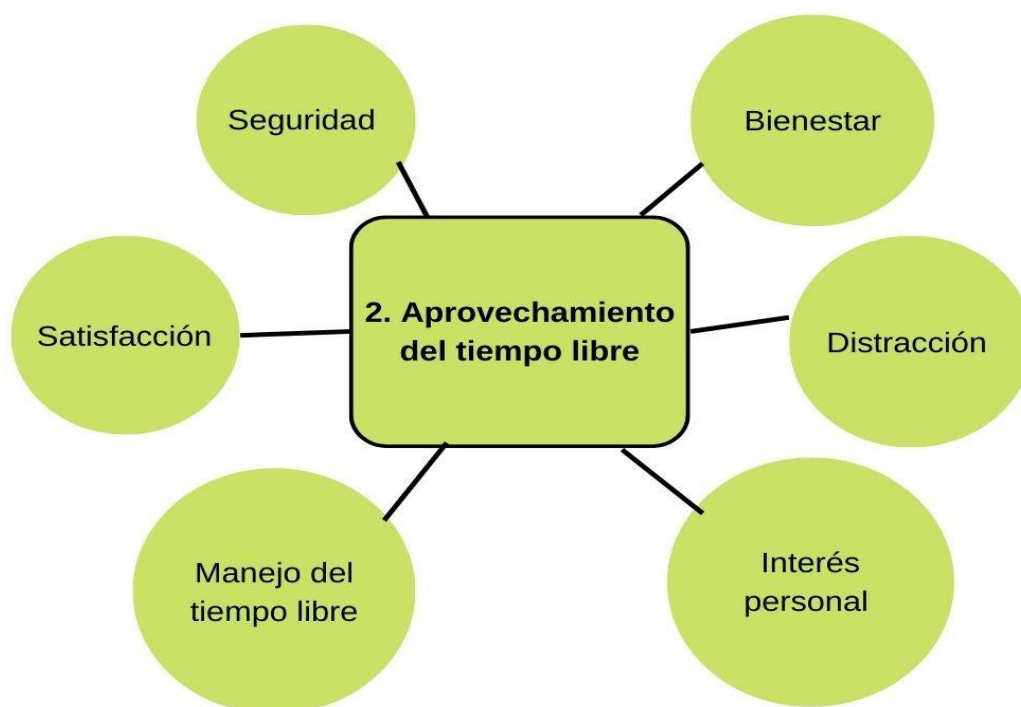 Seguridad
Bienestar
2. Aprovechamiento
del tiempo libre
Satisfacción
Distracción
Manejo del
tiempo libre
Interés
personal